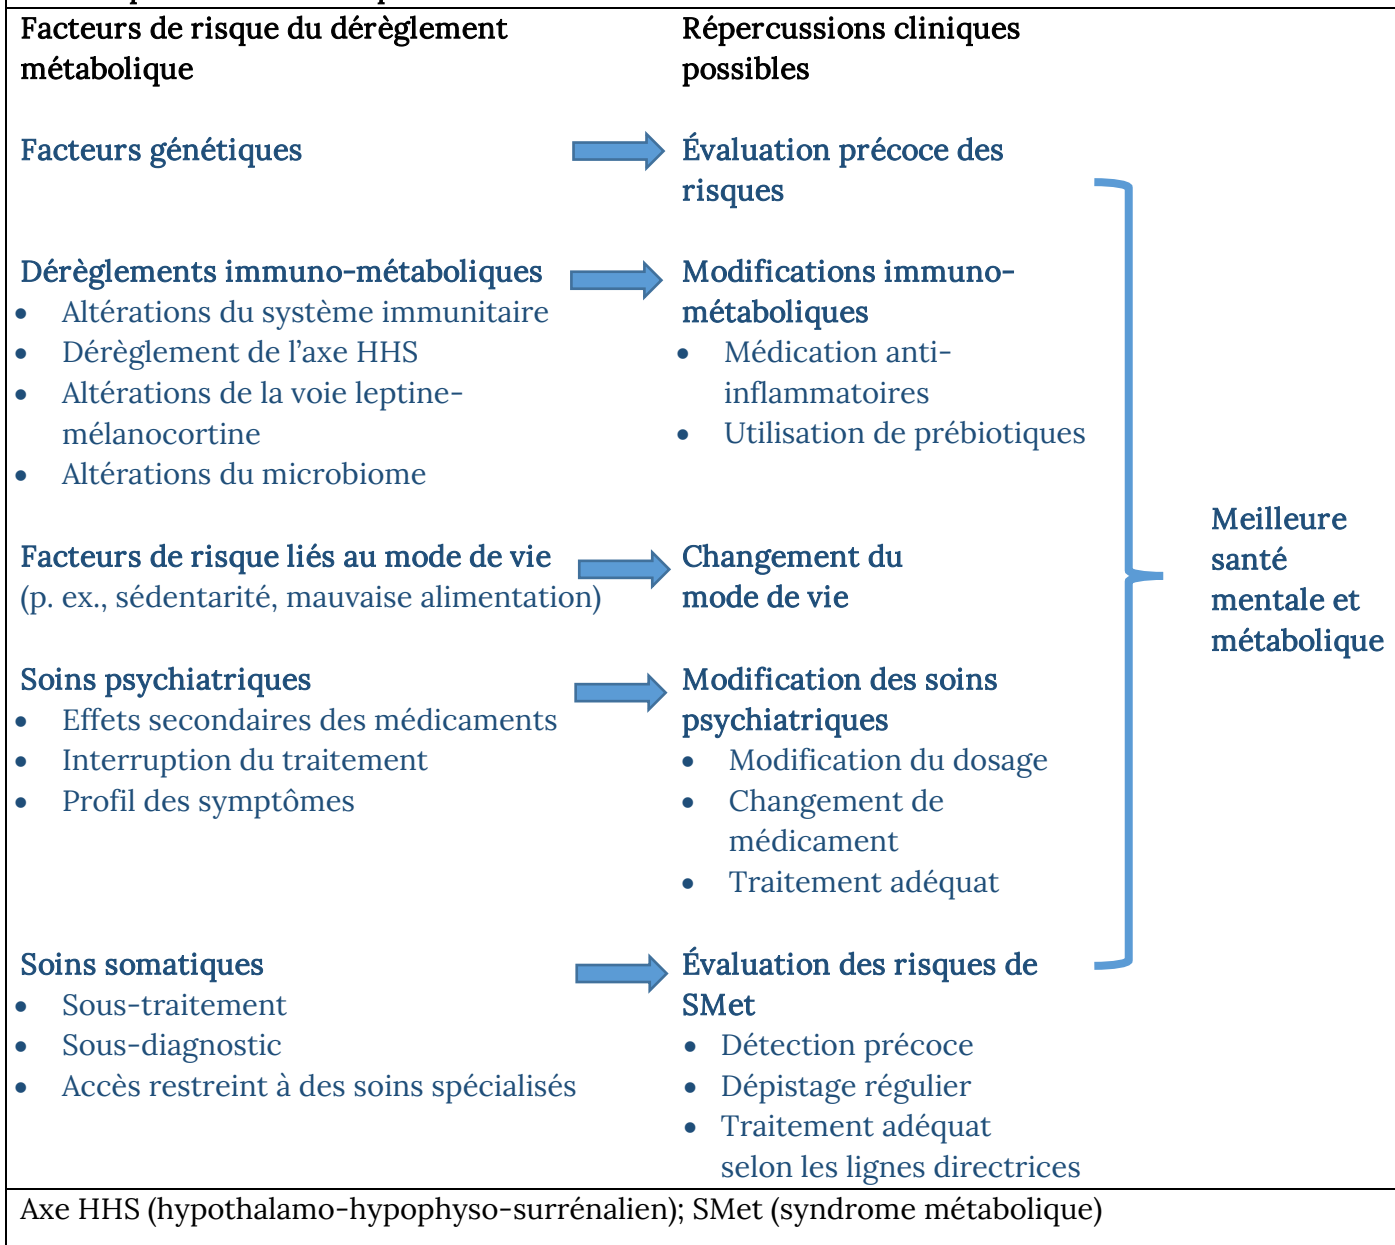 Facteurs de risque du dérèglement
métabolique
Répercussions cliniques
possibles
Facteurs génétiques
Évaluation précoce des
risques
Dérèglements immuno-métaboliques
• Altérations du système immunitaire
• Dérèglement de l’axe HHS
• Altérations de la voie leptine-
mélanocortine
• Altérations du microbiome
Modifications immuno-
métaboliques
• Médication anti-
inflammatoires
• Utilisation de prébiotiques
Facteurs de risque liés au mode de vie
(p. ex., sédentarité, mauvaise alimentation)
Changement du
mode de vie
Soins psychiatriques
• Effets secondaires des médicaments
• Interruption du traitement
• Profil des symptômes
Modification des soins
psychiatriques
• Modification du dosage
• Changement de
médicament
• Traitement adéquat
Soins somatiques
• Sous-traitement
• Sous-diagnostic
• Accès restreint à des soins spécialisés
Évaluation des risques de
SMet
• Détection précoce
• Dépistage régulier
• Traitement adéquat
selon les lignes directrices
Meilleure
santé
mentale et
métabolique
Axe HHS (hypothalamo-hypophyso-surrénalien); SMet (syndrome métabolique)